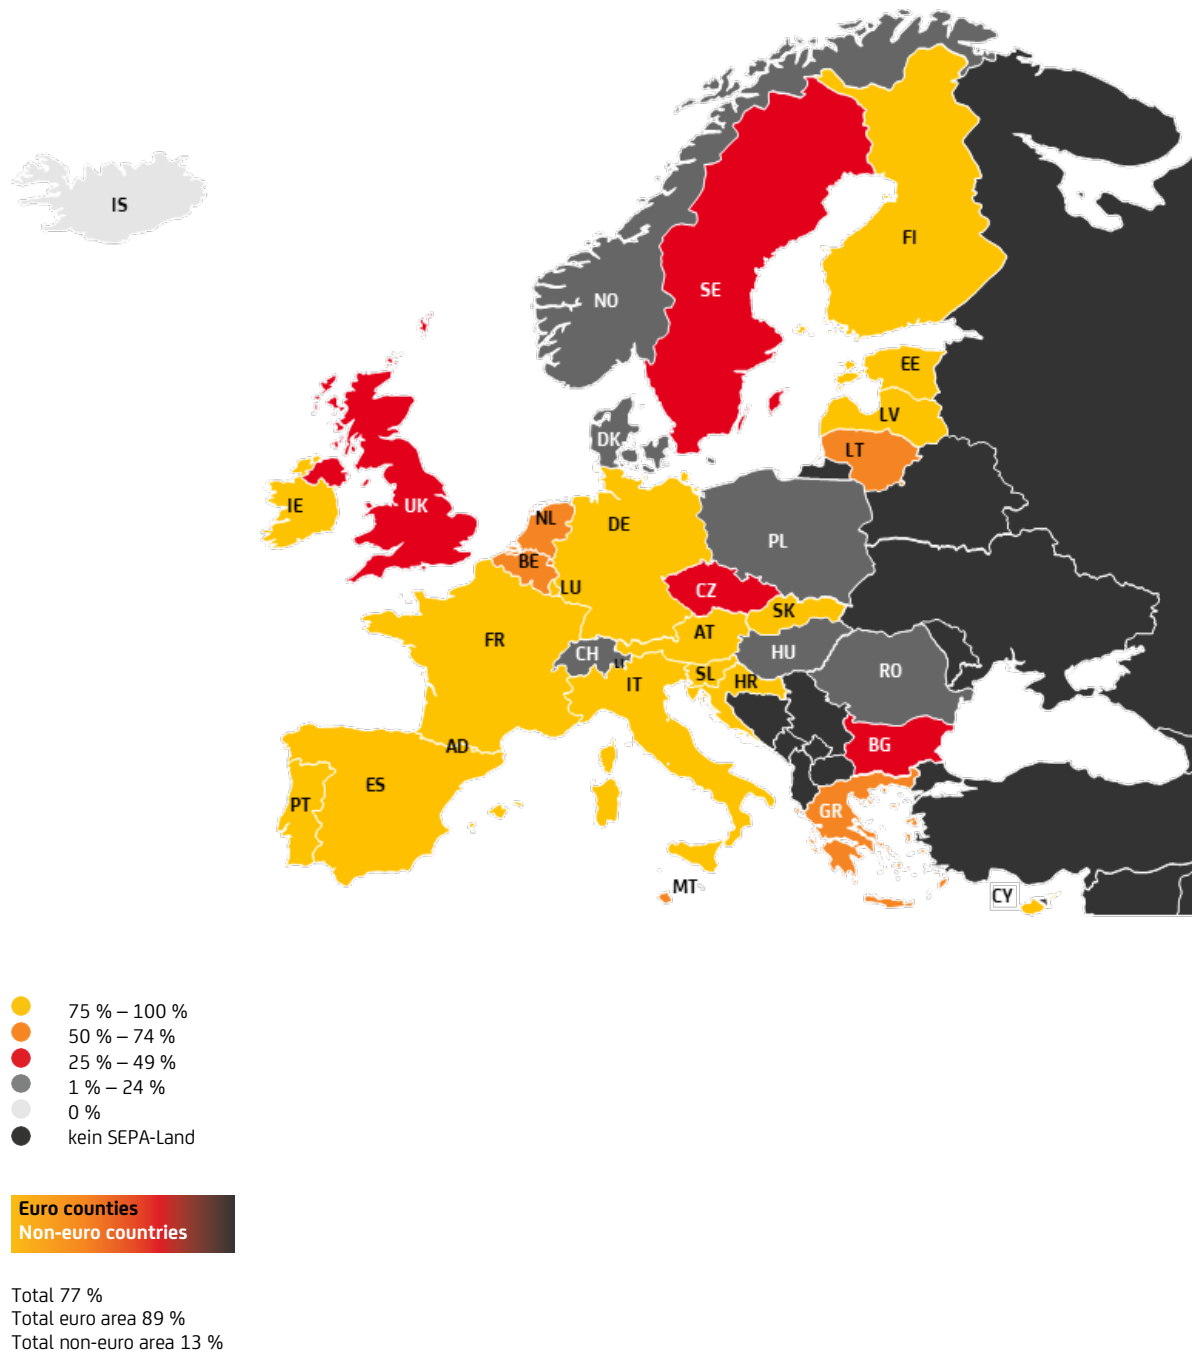 IS
FI
NO
SE
EE
LV
DK
LT
IE
UK
NL
DE
PL
BE
LU
CZ
SK
FR
AT
CH
HU
RO
IT
SL
HR
AD
BG
ES
PT
GR
MT
CY
75 % – 100 %
50 % – 74 %
25 % – 49 %
1 % – 24 %
0 %
kein SEPA-Land
Euro counties
Non-euro countries
Total 77 %
Total euro area 89 %
Total non-euro area 13 %